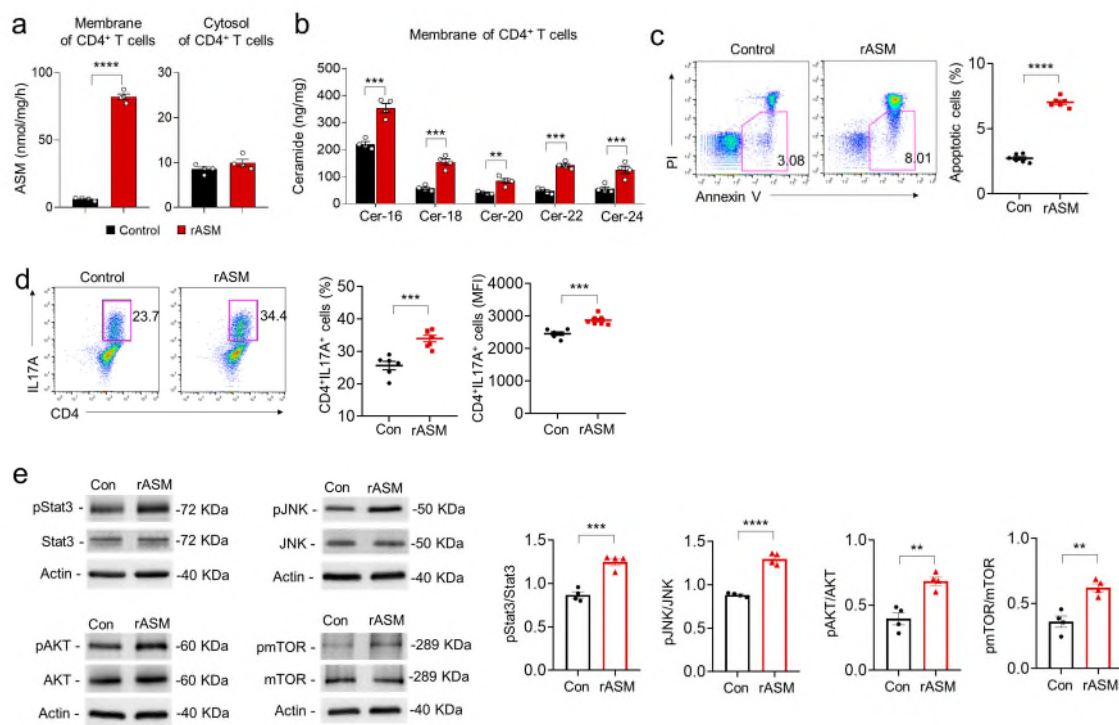 a
Membrane
of CD4⁺ T cells
Cytosol
of CD4⁺ T cells
ASM (nmol/mg/h)
100
50
0
****
30
20
10
0
Control
rASM
b
Membrane of CD4⁺ T cells
Ceramide (ng/mg)
500
400
300
200
100
0
***
***
**
***
***
Cer-16
Cer-18
Cer-20
Cer-22
Cer-24
c
Control
rASM
PI
3.08
8.01
Annexin V
Apoptotic cells (%)
10
5
0
****
Con
rASM
d
Control
rASM
IL17A
23.7
34.4
CD4
CD4⁺IL17A⁺ cells (%)
50
40
30
20
10
***
Con
rASM
CD4⁺IL17A⁺ cells (MFI)
4000
3000
2000
1000
0
***
Con
rASM
e
Con
rASM
pStat3 -
-72 KDa
Stat3 -
-72 KDa
Actin -
-40 KDa
Con
rASM
pJNK -
-50 KDa
JNK -
-50 KDa
Actin -
-40 KDa
Con
rASM
pAKT -
-60 KDa
AKT -
-60 KDa
Actin -
-40 KDa
Con
rASM
pmTOR -
-289 KDa
mTOR -
-289 KDa
Actin -
-40 KDa
pStat3/Stat3
1.5
1.0
0.5
0.0
***
Con
rASM
pJNK/JNK
1.5
1.0
0.5
0.0
****
Con
rASM
pAKT/AKT
1.0
0.5
0.0
**
Con
rASM
pmTOR/mTOR
1.0
0.5
0.0
**
Con
rASM